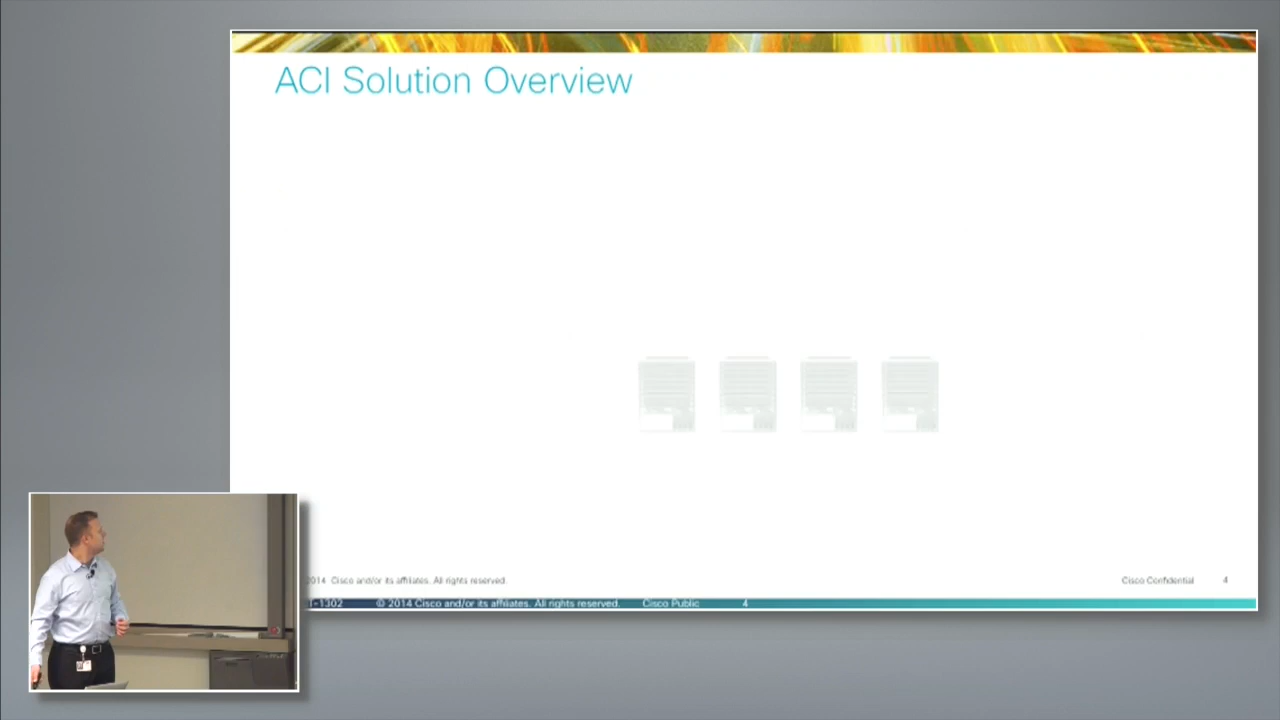 ACI Solution Overview
2014 Cisco and/or its affiliates. All rights reserved.
Cisco Confidential
4
-1302 © 2014 Cisco and/or its affiliates. All rights reserved. Cisco Public 4